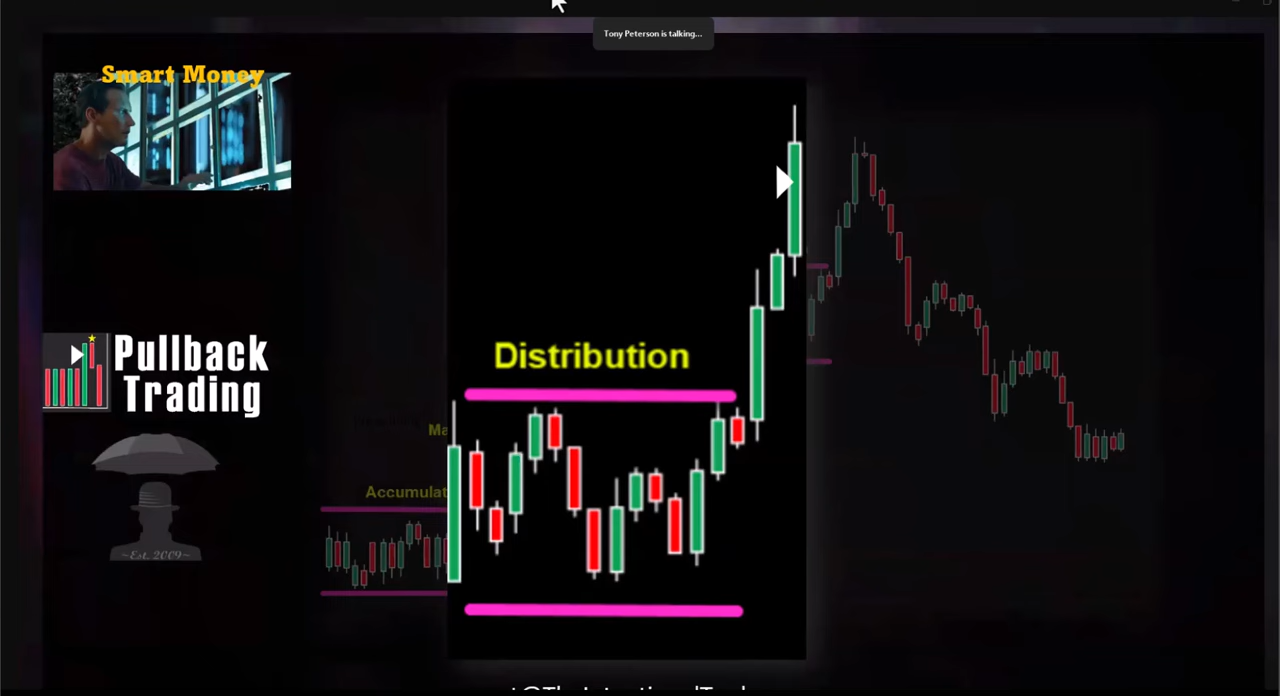 Tony Peterson is talking...
Smart Money
Distribution
Pullback
Trading
Accumulat
~Est. 2009~